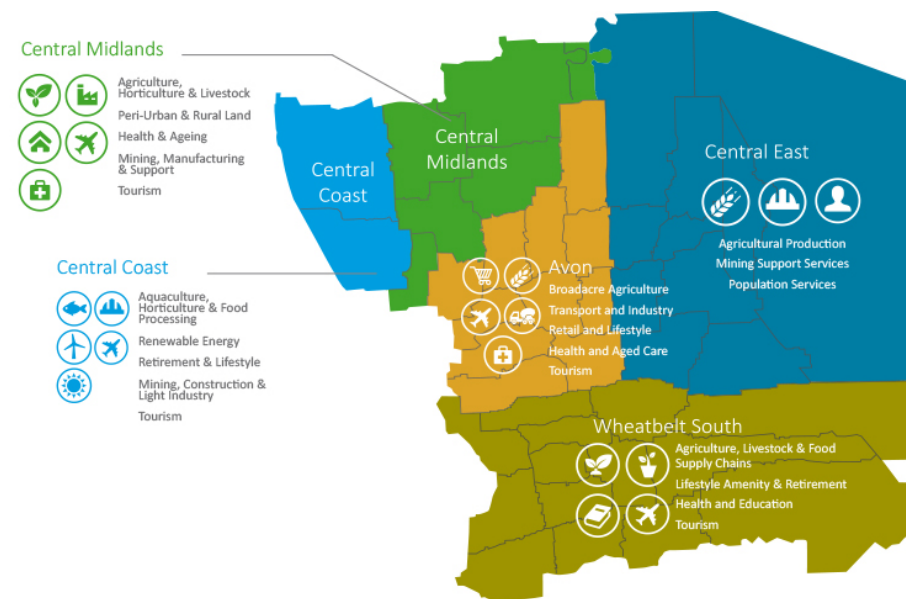 Central Midlands
Agriculture,
Horticulture & Livestock
Peri-Urban & Rural Land
Health & Ageing
Mining, Manufacturing
& Support
Tourism
Central Coast
Aquaculture,
Horticulture & Food
Processing
Renewable Energy
Retirement & Lifestyle
Mining, Construction &
Light Industry
Tourism
Central
Coast
Central
Midlands
Central East
Agricultural Production
Mining Support Services
Population Services
Avon
Broadacre Agriculture
Transport and Industry
Retail and Lifestyle
Health and Aged Care
Tourism
Wheatbelt South
Agriculture, Livestock & Food
Supply Chains
Lifestyle Amenity & Retirement
Health and Education
Tourism